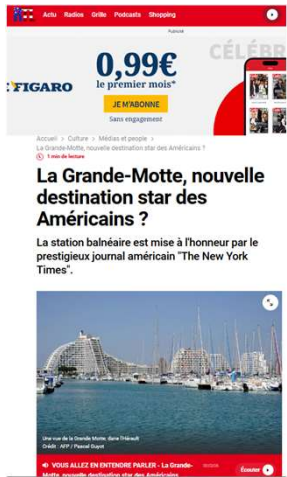 Actu Radios Grille Podcasts Shopping
Publicité
CÉLÉBR
FIGARO
0,99€
le premier mois*
JE M'ABONNE
Sans engagement
Accueil > Culture > Médias et people >
La Grande-Motte, nouvelle destination star des Américains ?
1 min de lecture
La Grande-Motte, nouvelle
destination star des
Américains ?
La station balnéaire est mise à l'honneur par le
prestigieux journal américain "The New York
Times".
Une vue de la Grande Motte, dans l'Hérault
Crédit : AFP / Pascal Guyot
VOUS ALLEZ EN ENTENDRE PARLER - La Grande-
Motte, nouvelle destination star des Américains
Écouter